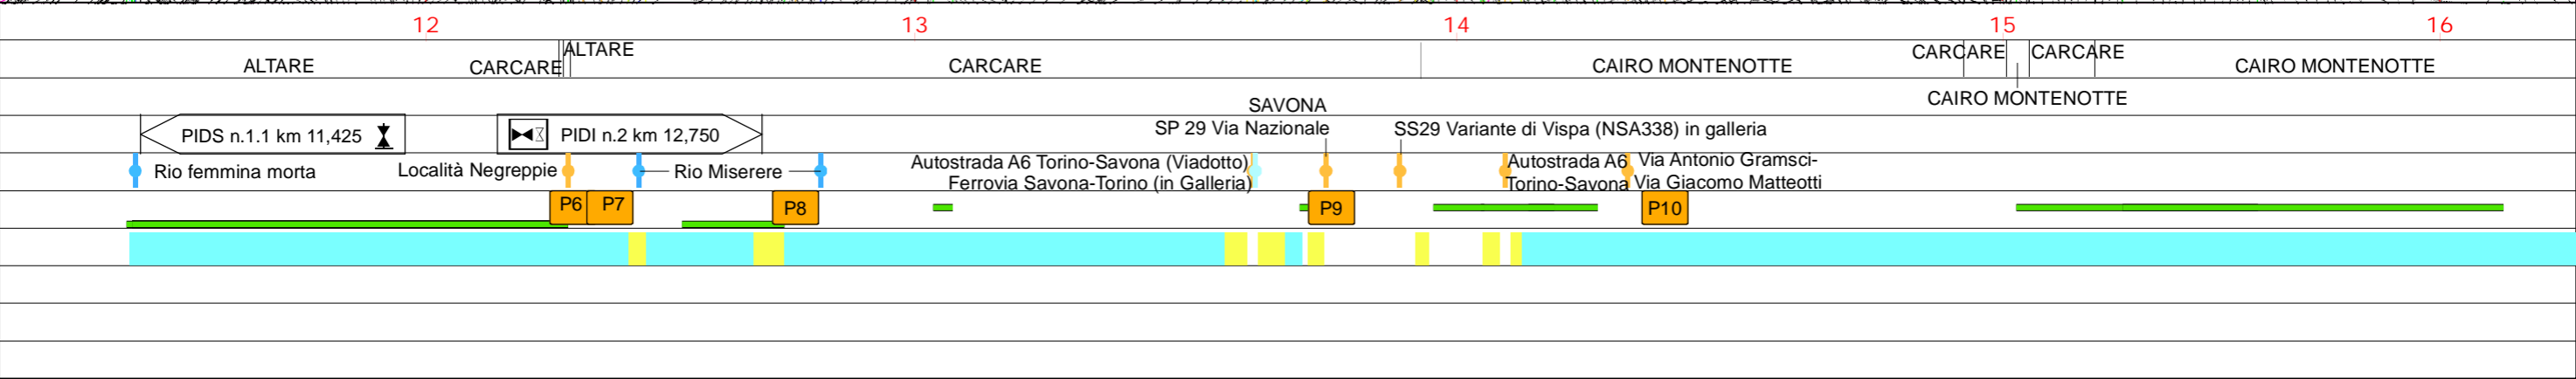 12 13 14 15 16
ALTARE CARCARE ALTARE CARCARE CAIRO MONTENOTTE CARCARE CARCARE CAIRO MONTENOTTE
CAIRO MONTENOTTE
SAVONA
PIDS n.1.1 km 11,425 PIDI n.2 km 12,750 SP 29 Via Nazionale SS29 Variante di Vispa (NSA338) in galleria
Rio femmina morta Località Negreppie Rio Miserere
Autostrada A6 Torino-Savona (Viadotto)
Ferrovia Savona-Torino (in Galleria)
Autostrada A6
Torino-Savona
Via Antonio Gramsci-
Via Giacomo Matteotti
P6 P7 P8 P9 P10